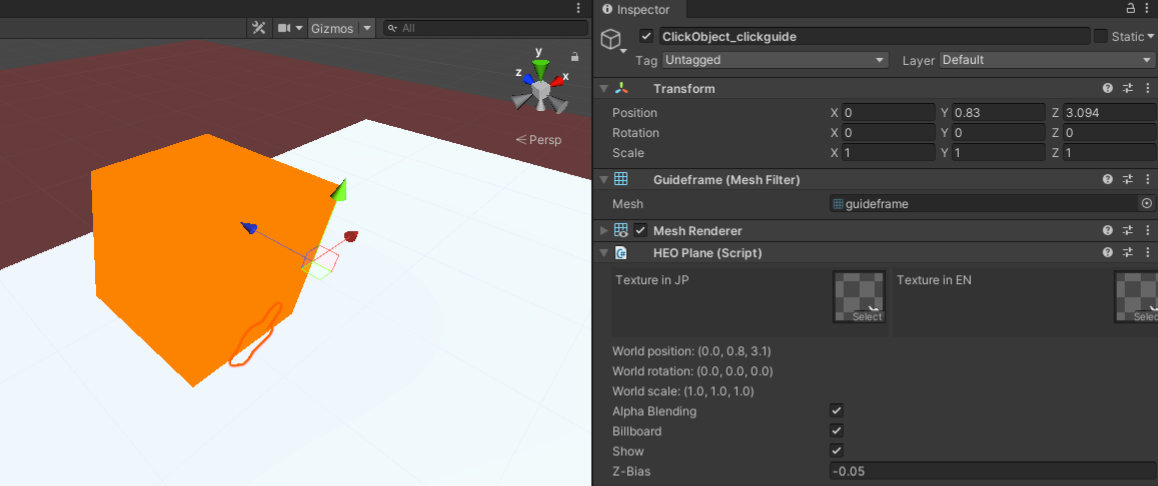 Inspector
Gizmos
All
ClickObject_clickguide
Static
Tag Untagged
Layer Default
y
z
x
Persp
Transform
Position X 0 Y 0.83 Z 3.094
Rotation X 0 Y 0 Z 0
Scale X 1 Y 1 Z 1
Guideframe (Mesh Filter)
Mesh guideframe
Mesh Renderer
HEO Plane (Script)
Texture in JP Select
Texture in EN Selec
World position: (0.0, 0.8, 3.1)
World rotation: (0.0, 0.0, 0.0)
World scale: (1.0, 1.0, 1.0)
Alpha Blending
Billboard
Show
Z-Bias -0.05